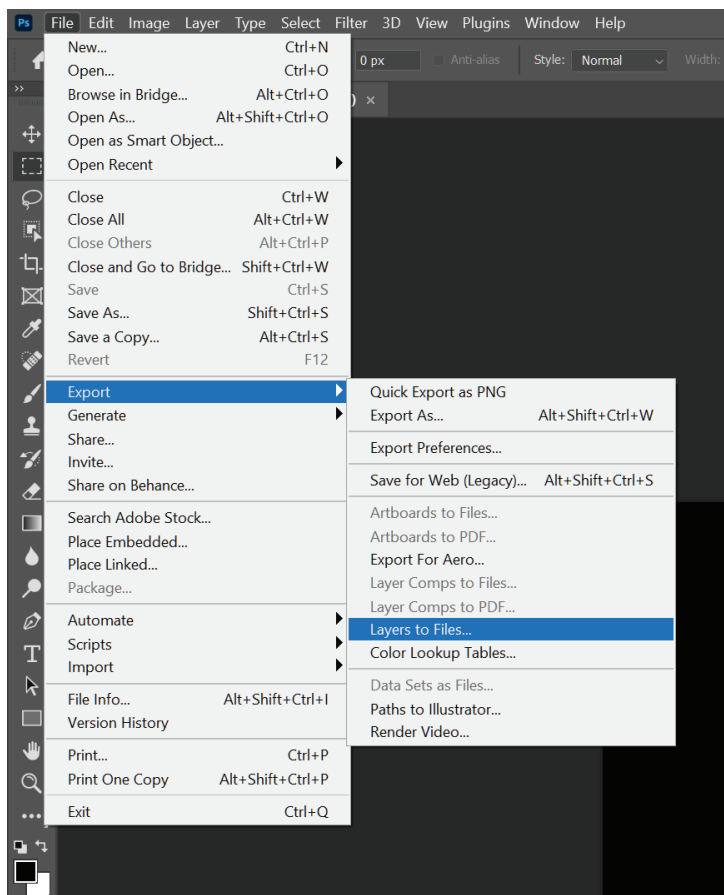 Ps File Edit Image Layer Type Select Filter 3D View Plugins Window Help
0 px Anti-alias Style: Normal Width:
) ×
New... Ctrl+N
Open... Ctrl+O
Browse in Bridge... Alt+Ctrl+O
Open As... Alt+Shift+Ctrl+O
Open as Smart Object...
Open Recent
Close Ctrl+W
Close All Alt+Ctrl+W
Close Others Alt+Ctrl+P
Close and Go to Bridge... Shift+Ctrl+W
Save Ctrl+S
Save As... Shift+Ctrl+S
Save a Copy... Alt+Ctrl+S
Revert F12
Export
Generate
Share...
Invite...
Share on Behance...
Search Adobe Stock...
Place Embedded...
Place Linked...
Package...
Automate
Scripts
Import
File Info... Alt+Shift+Ctrl+I
Version History
Print... Ctrl+P
Print One Copy Alt+Shift+Ctrl+P
Exit Ctrl+Q
Quick Export as PNG
Export As... Alt+Shift+Ctrl+W
Export Preferences...
Save for Web (Legacy)... Alt+Shift+Ctrl+S
Artboards to Files...
Artboards to PDF...
Export For Aero...
Layer Comps to Files...
Layer Comps to PDF...
Layers to Files...
Color Lookup Tables...
Data Sets as Files...
Paths to Illustrator...
Render Video...